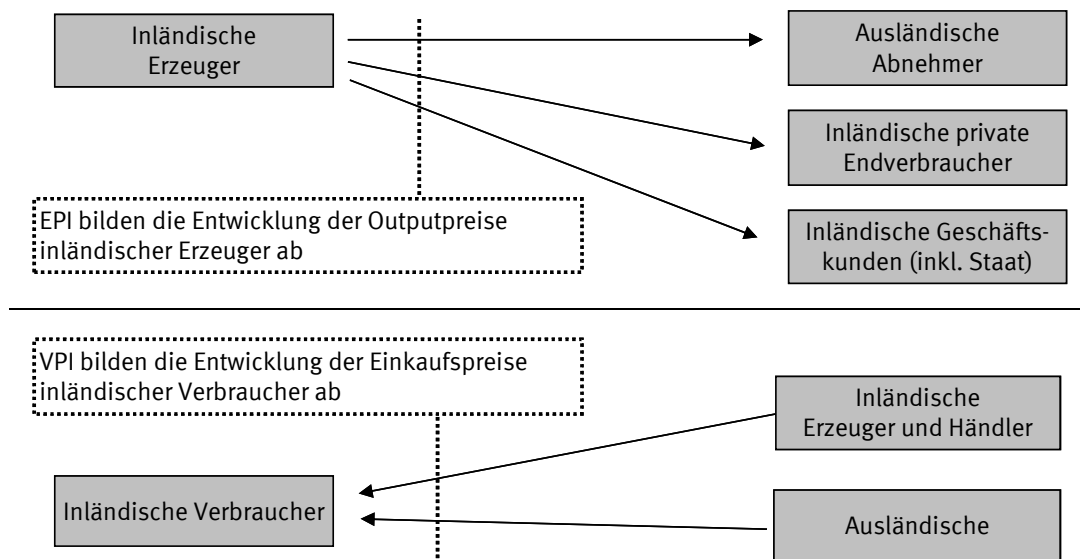 Inländische
Erzeuger
Ausländische
Abnehmer
Inländische private
Endverbraucher
EPI bilden die Entwicklung der Outputpreise
inländischer Erzeuger ab
Inländische Geschäfts-
kunden (inkl. Staat)
VPI bilden die Entwicklung der Einkaufspreise
inländischer Verbraucher ab
Inländische
Erzeuger und Händler
Inländische Verbraucher
Ausländische